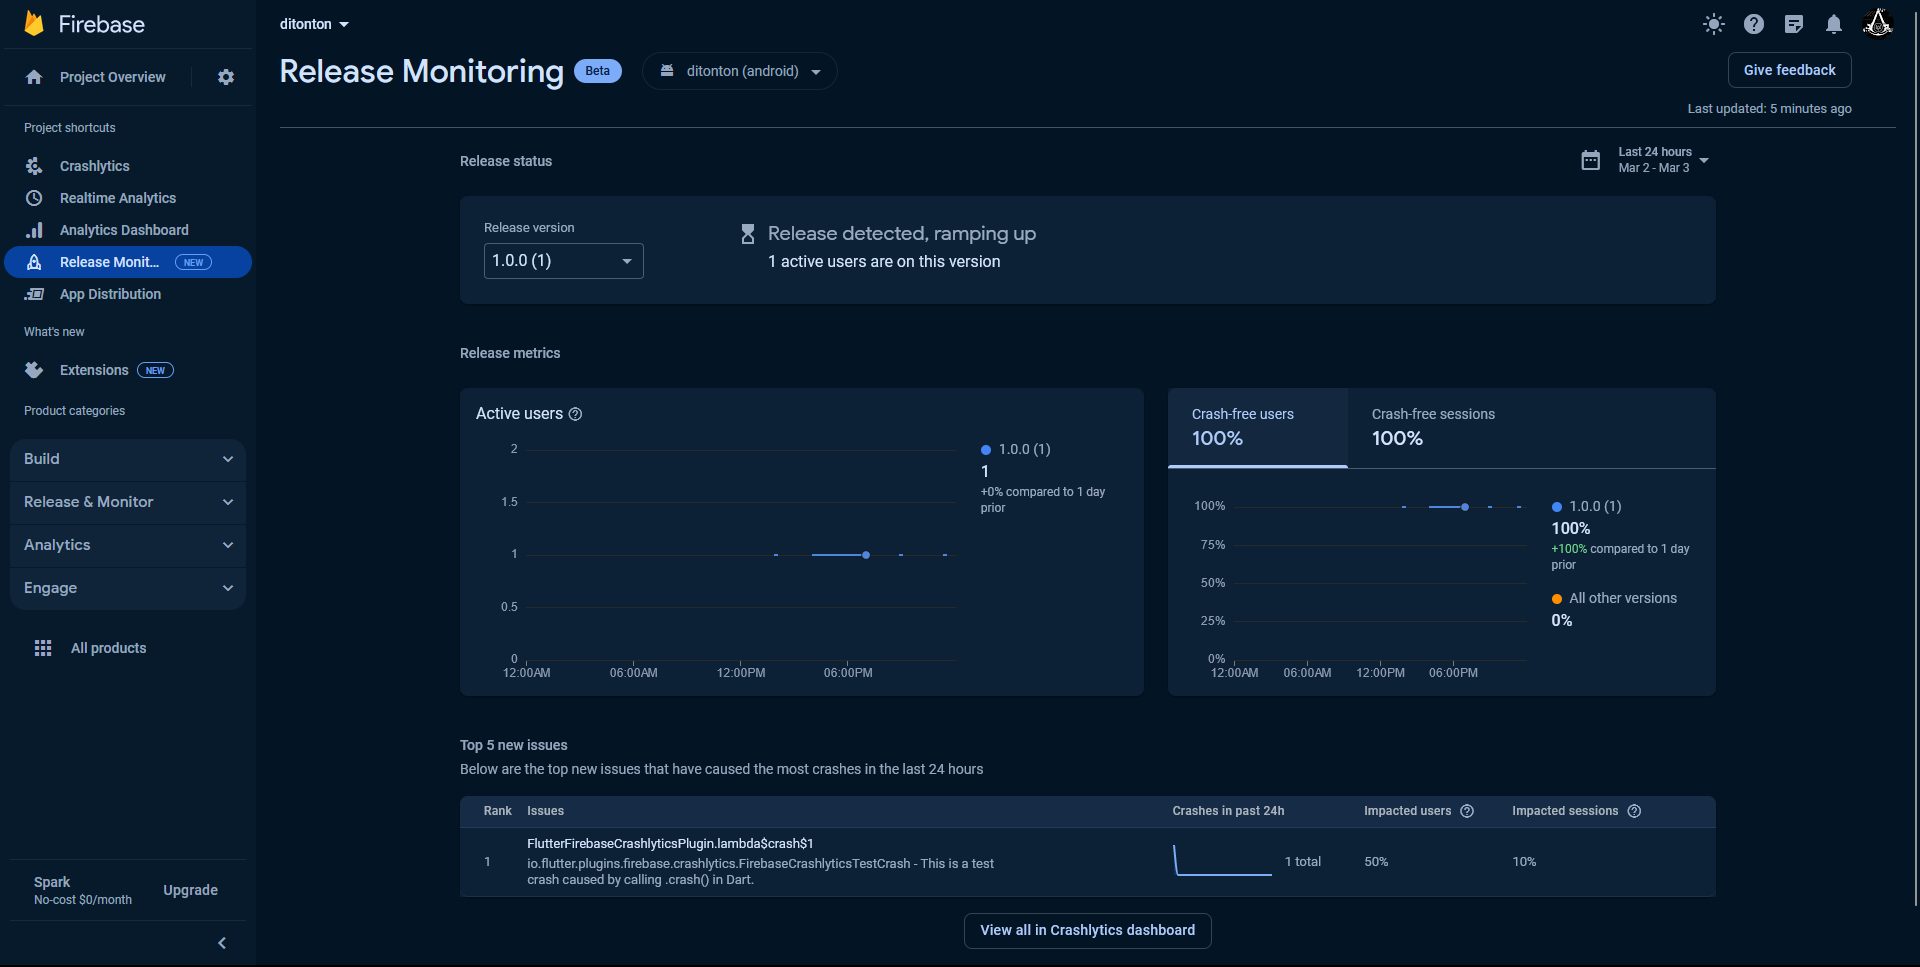 Firebase
Project Overview
Project shortcuts
Crashlytics
Realtime Analytics
Analytics Dashboard
Release Monit... NEW
App Distribution
What's new
Extensions NEW
Product categories
Build
Release & Monitor
Analytics
Engage
All products
Spark
No-cost $0/month
Upgrade
ditonton
Release Monitoring Beta ditonton (android)
Give feedback
Last updated: 5 minutes ago
Release status
Last 24 hours
Mar 2 - Mar 3
Release version
1.0.0 (1)
Release detected, ramping up
1 active users are on this version
Release metrics
Active users
2
1.5
1
0.5
0
12:00AM 06:00AM 12:00PM 06:00PM
1.0.0 (1)
1
+0% compared to 1 day
prior
Crash-free users
100%
Crash-free sessions
100%
100%
75%
50%
25%
0%
12:00AM 06:00AM 12:00PM 06:00PM
1.0.0 (1)
100%
+100% compared to 1 day
prior
All other versions
0%
Top 5 new issues
Below are the top new issues that have caused the most crashes in the last 24 hours
Rank Issues Crashes in past 24h Impacted users Impacted sessions
FlutterFirebaseCrashlyticsPlugin.lambda$crash$1
1 io.flutter.plugins.firebase.crashlytics.FirebaseCrashlyticsTestCrash - This is a test 1 total 50% 10%
crash caused by calling .crash() in Dart.
View all in Crashlytics dashboard